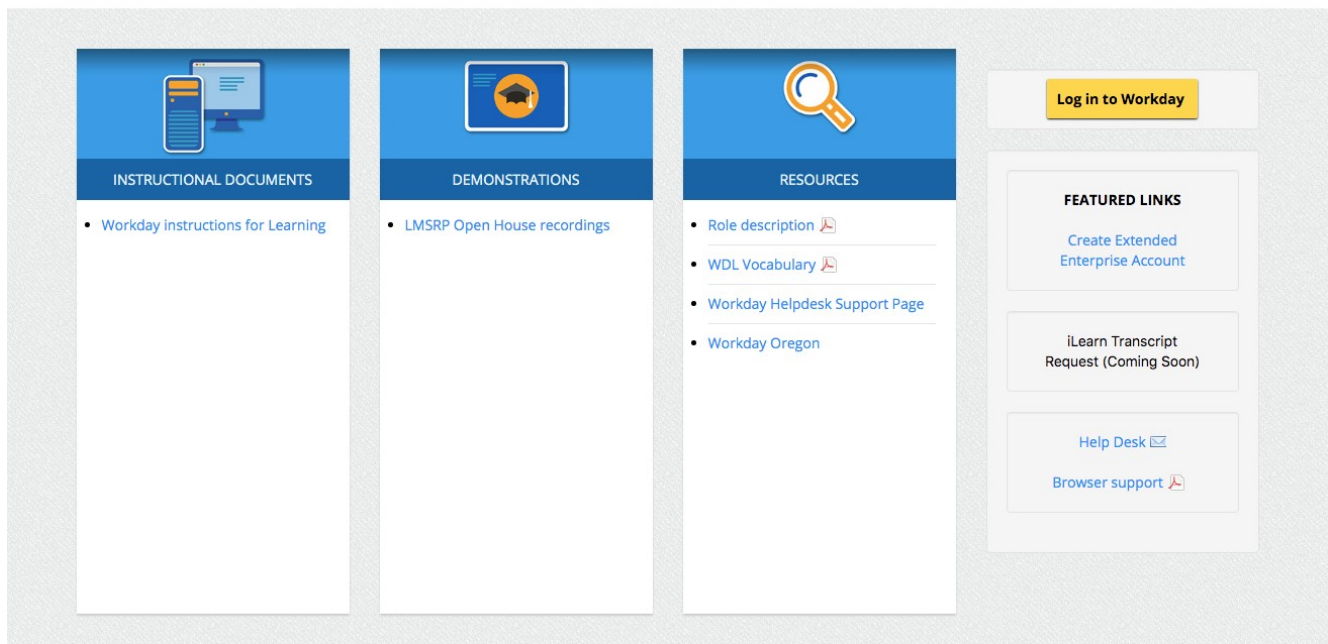 INSTRUCTIONAL DOCUMENTS
Workday instructions for Learning
DEMONSTRATIONS
LMSRP Open House recordings
RESOURCES
Role description
WDL Vocabulary
Workday Helpdesk Support Page
Workday Oregon
Log in to Workday
FEATURED LINKS
Create Extended
Enterprise Account
iLearn Transcript
Request (Coming Soon)
Help Desk
Browser support